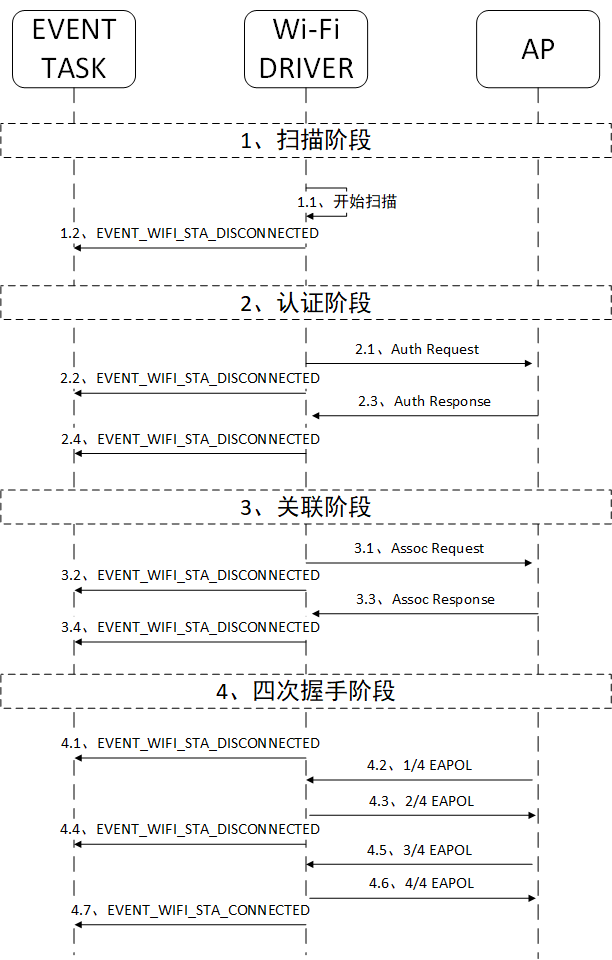 EVENT
TASK
Wi-Fi
DRIVER
AP
1、扫描阶段
1.1、开始扫描
1.2、EVENT_WIFI_STA_DISCONNECTED
2、认证阶段
2.1、Auth Request
2.2、EVENT_WIFI_STA_DISCONNECTED
2.3、Auth Response
2.4、EVENT_WIFI_STA_DISCONNECTED
3、关联阶段
3.1、Assoc Request
3.2、EVENT_WIFI_STA_DISCONNECTED
3.3、Assoc Response
3.4、EVENT_WIFI_STA_DISCONNECTED
4、四次握手阶段
4.1、EVENT_WIFI_STA_DISCONNECTED
4.2、1/4 EAPOL
4.3、2/4 EAPOL
4.4、EVENT_WIFI_STA_DISCONNECTED
4.5、3/4 EAPOL
4.6、4/4 EAPOL
4.7、EVENT_WIFI_STA_CONNECTED